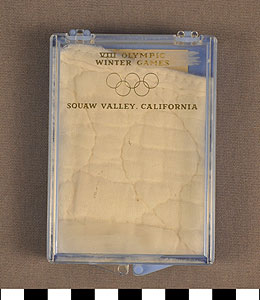 VIII OLYMPIC
WINTER GAMES
SQUAW VALLEY, CALIFORNIA